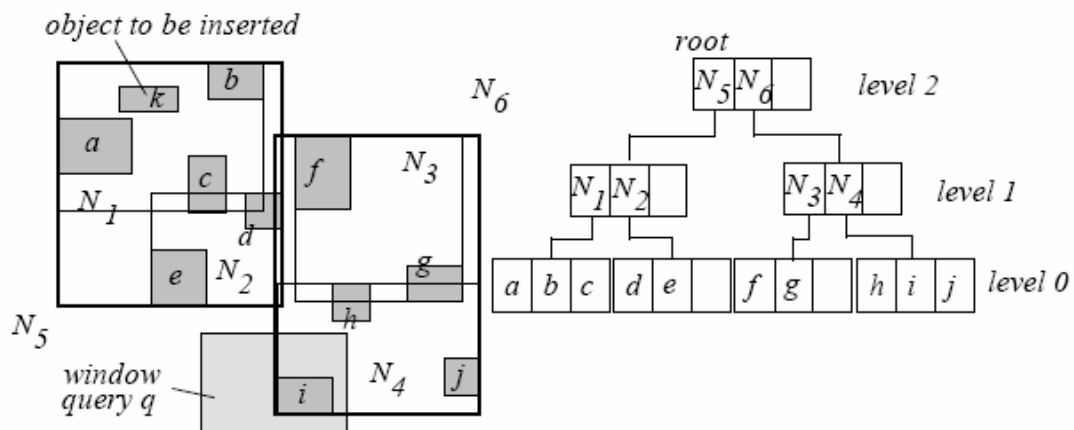 object to be inserted
k
b
a
c
N1
d
e
N2
N5
window
query q
N6
f
N3
g
h
i
N4
j
root
N5 N6
level 2
N1 N2
N3 N4
level 1
a b c
d e
f g
h i j
level 0